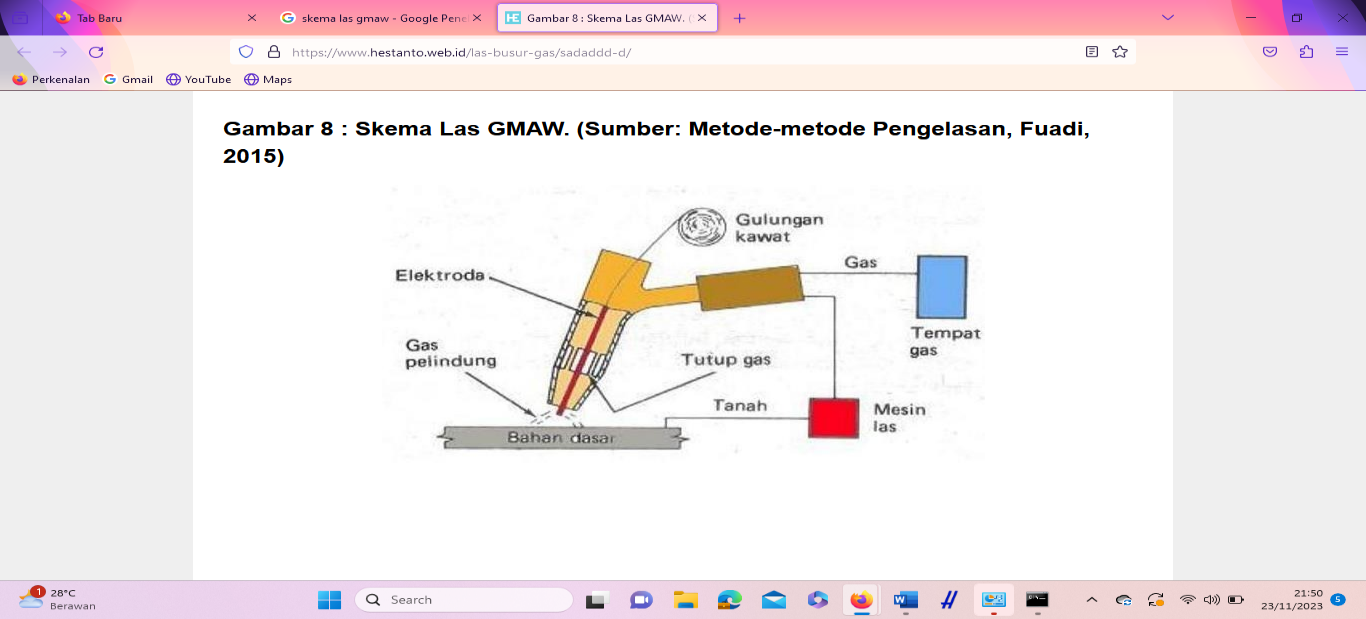 Tab Baru
skema las gmaw - Google Pene
Gambar 8 : Skema Las GMAW. (
https://www.hestanto.web.id/las-busur-gas/sadaddd-d/
Perkenalan
Gmail
YouTube
Maps
Gambar 8 : Skema Las GMAW. (Sumber: Metode-metode Pengelasan, Fuadi,
2015)
Gulungan
kawat
Elektroda
Gas
Tempat
gas
Gas
pelindung
Tutup gas
Tanah
Mesin
las
Bahan dasar
1
28°C
Berawan
Search
21:50
23/11/2023
5